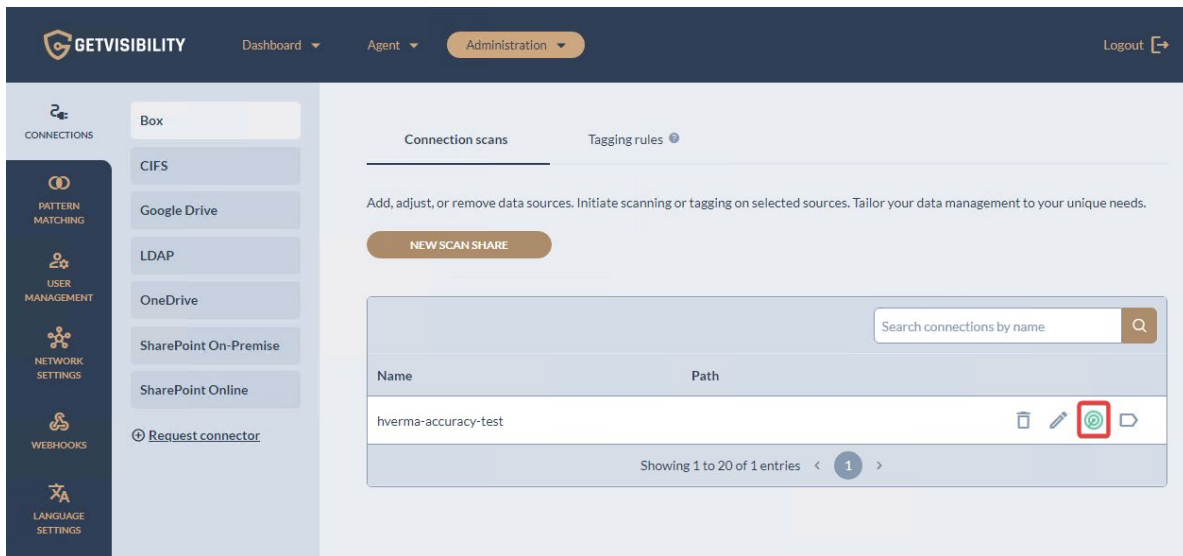 GETVISIBILITY
Dashboard
Agent
Administration
Logout
CONNECTIONS
PATTERN
MATCHING
USER
MANAGEMENT
NETWORK
SETTINGS
WEBHOOKS
LANGUAGE
SETTINGS
Box
CIFS
Google Drive
LDAP
OneDrive
SharePoint On-Premise
SharePoint Online
Request connector
Connection scans
Tagging rules
Add, adjust, or remove data sources. Initiate scanning or tagging on selected sources. Tailor your data management to your unique needs.
NEW SCAN SHARE
Search connections by name
Name Path
hverma-accuracy-test
Showing 1 to 20 of 1 entries < 1 >